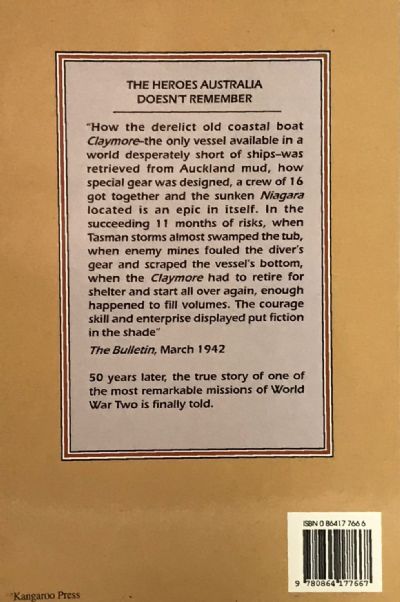 THE HEROES AUSTRALIA
DOESN'T REMEMBER
"How the derelict old coastal boat
Claymore–the only vessel available in a
world desperately short of ships–was
retrieved from Auckland mud, how
special gear was designed, a crew of 16
got together and the sunken Niagara
located is an epic in itself. In the
succeeding 11 months of risks, when
Tasman storms almost swamped the tub,
when enemy mines fouled the diver's
gear and scraped the vessel's bottom,
when the Claymore had to retire for
shelter and start all over again, enough
happened to fill volumes. The courage
skill and enterprise displayed put fiction
in the shade"
The Bulletin, March 1942
50 years later, the true story of one of
the most remarkable missions of World
War Two is finally told.
ISBN 0 86417 766 6
9 780864 177667
Kangaroo Press